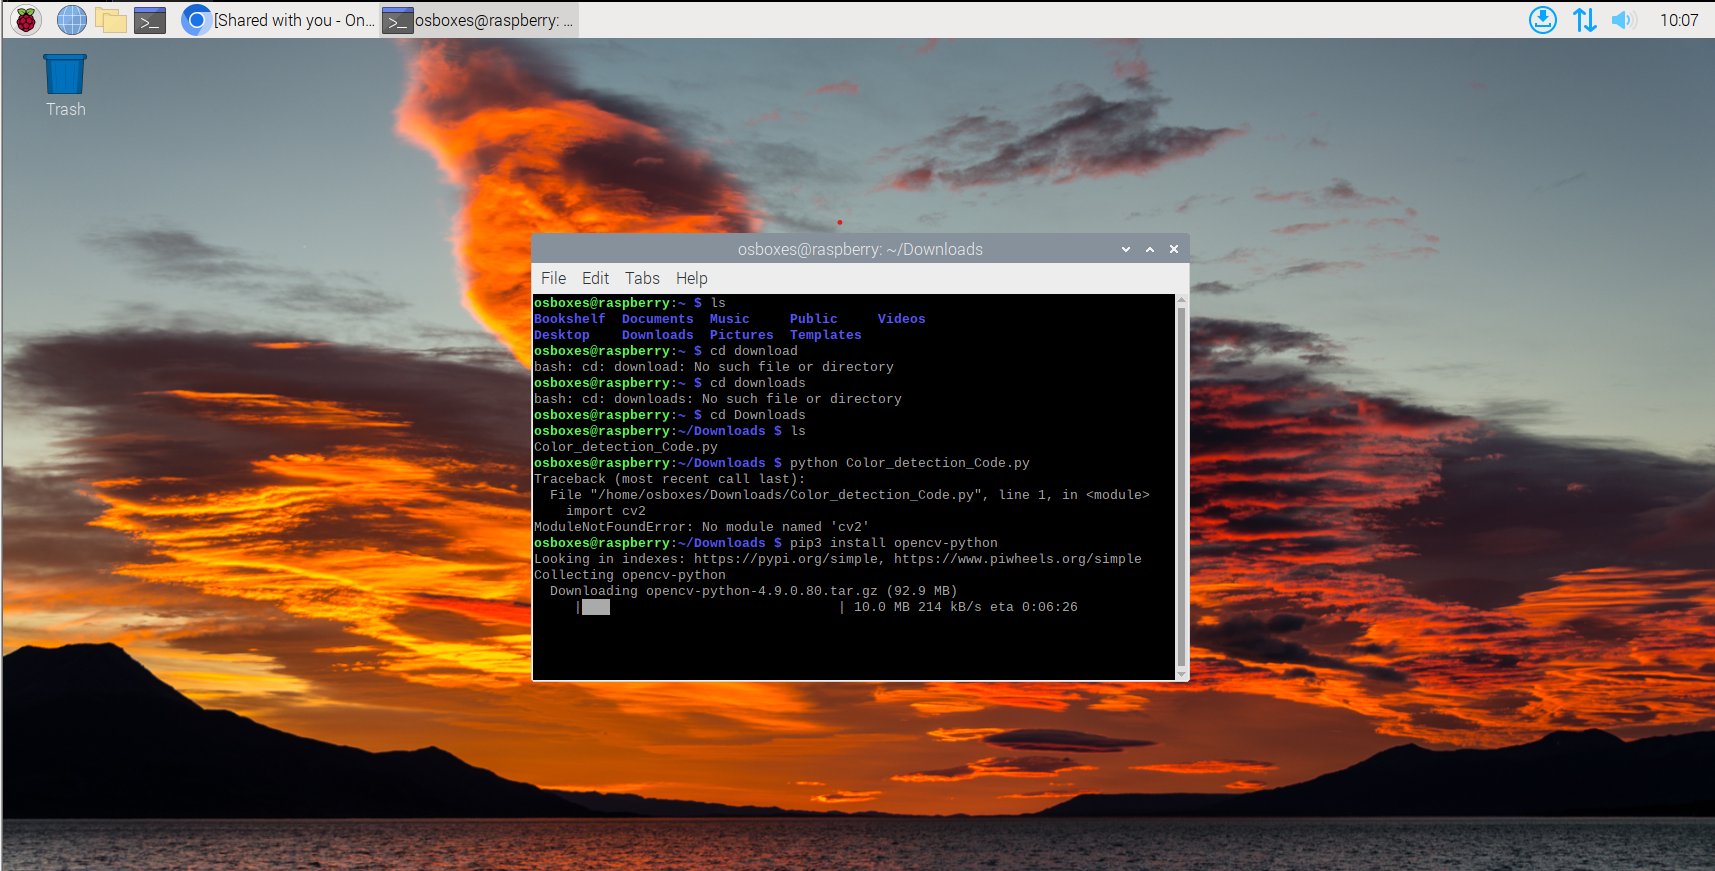 [Shared with you - On...
osboxes@raspberry: ...
10:07
Trash
osboxes@raspberry: ~/Downloads
File Edit Tabs Help
osboxes@raspberry:~ $ ls
Bookshelf Documents Music Public Videos
Desktop Downloads Pictures Templates
osboxes@raspberry:~ $ cd download
bash: cd: download: No such file or directory
osboxes@raspberry:~ $ cd downloads
bash: cd: downloads: No such file or directory
osboxes@raspberry:~ $ cd Downloads
osboxes@raspberry:~/Downloads $ ls
Color_detection_Code.py
osboxes@raspberry:~/Downloads $ python Color_detection_Code.py
Traceback (most recent call last):
File "/home/osboxes/Downloads/Color_detection_Code.py", line 1, in <module>
import cv2
ModuleNotFoundError: No module named 'cv2'
osboxes@raspberry:~/Downloads $ pip3 install opencv-python
Looking in indexes: https://pypi.org/simple, https://www.piwheels.org/simple
Collecting opencv-python
Downloading opencv-python-4.9.0.80.tar.gz (92.9 MB)
| | 10.0 MB 214 kB/s eta 0:06:26